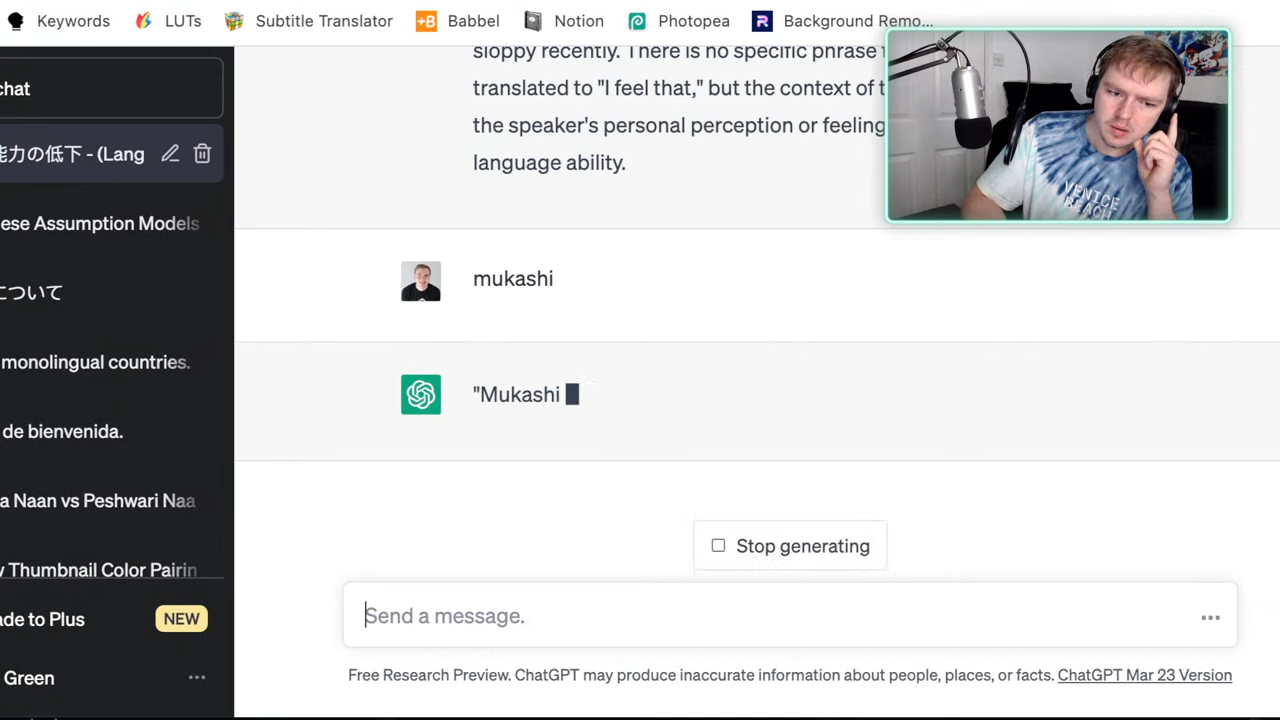 Keywords LUTs Subtitle Translator +B Babbel Notion Photopea Background Remo...
chat
能力の低下 - (Lang
ese Assumption Models
について
monolingual countries.
de bienvenida.
a Naan vs Peshwari Naa
w Thumbnail Color Pairin
ade to Plus NEW
Green
sloppy recently. There is no specific phrase
translated to "I feel that," but the context of t
the speaker's personal perception or feeling
language ability.
VENICE
BEACH
mukashi
"Mukashi
Stop generating
Send a message.
Free Research Preview. ChatGPT may produce inaccurate information about people, places, or facts. ChatGPT Mar 23 Version